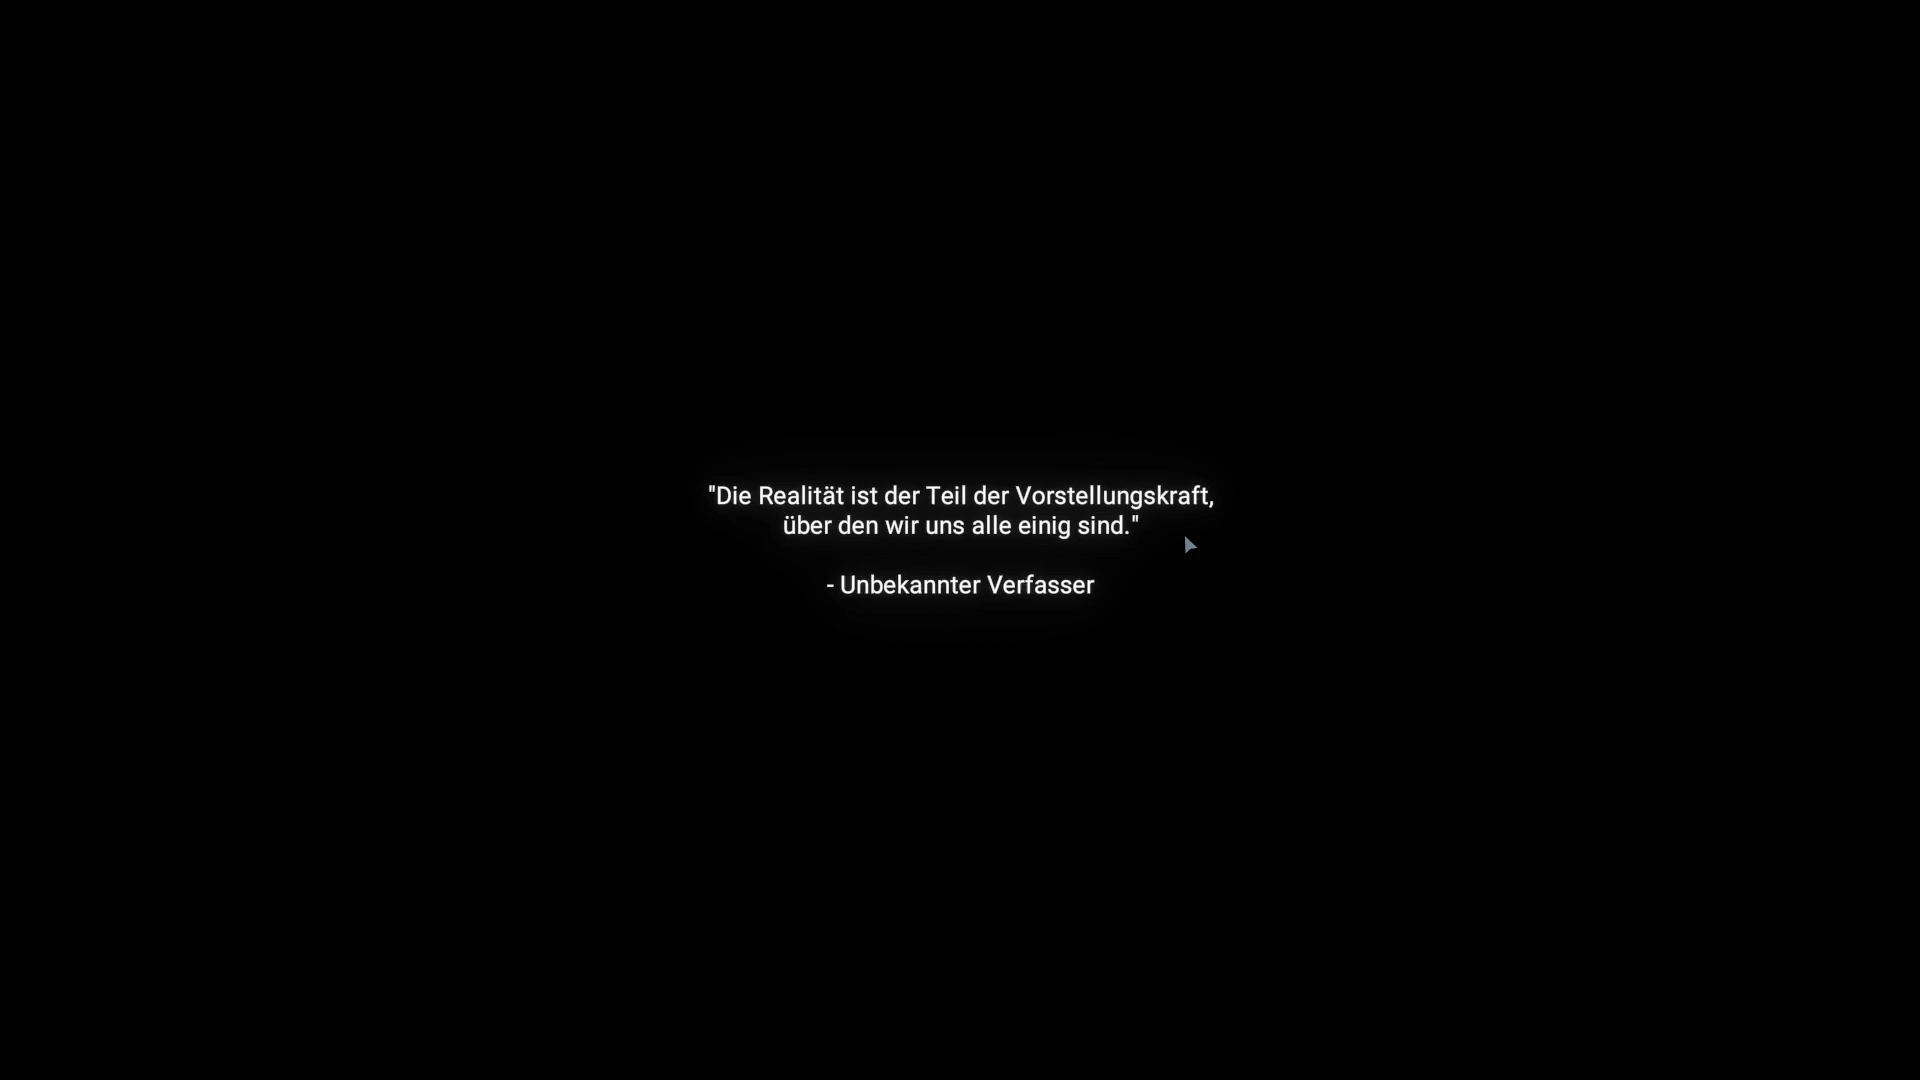 "Die Realität ist der Teil der Vorstellungskraft,
über den wir uns alle einig sind."
- Unbekannter Verfasser